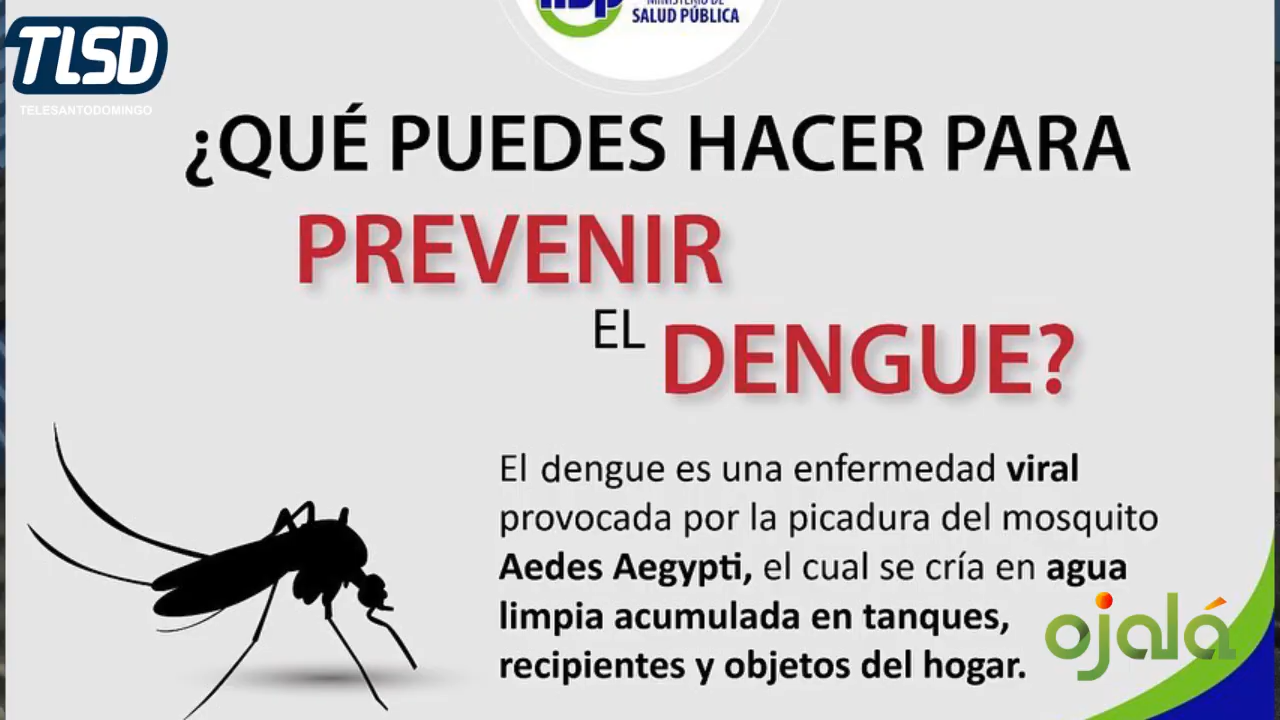 TLSD
TELESANTODOMINGO
SALUD PÚBLICA
¿QUÉ PUEDES HACER PARA
PREVENIR
EL DENGUE?
El dengue es una enfermedad viral
provocada por la picadura del mosquito
Aedes Aegypti, el cual se cría en agua
limpia acumulada en tanques,
recipientes y objetos del hogar.
ojalá